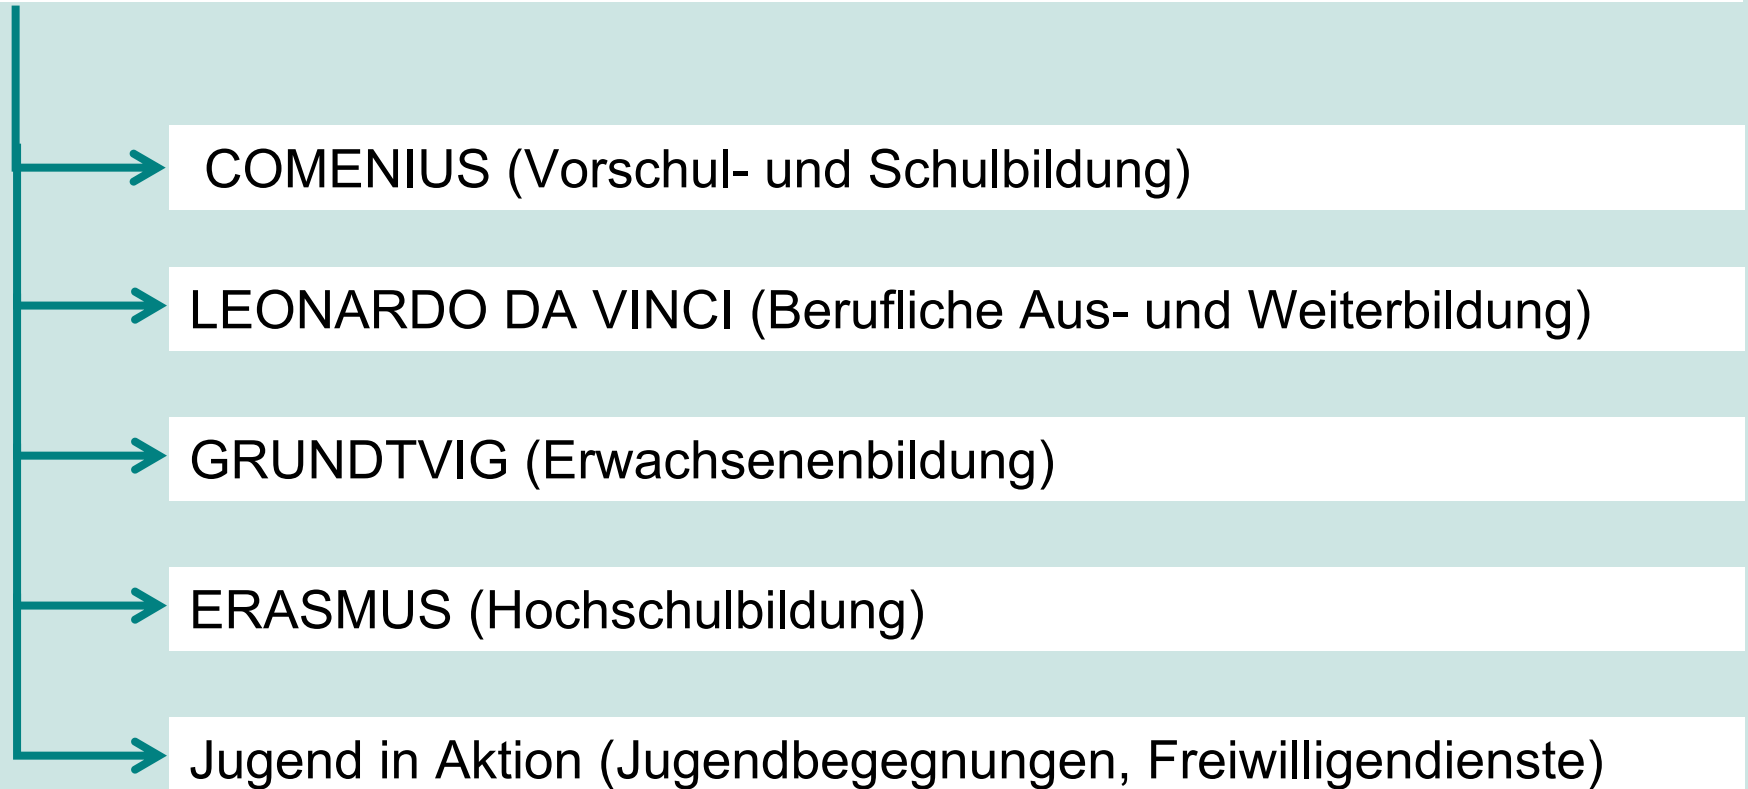 COMENIUS (Vorschul- und Schulbildung)
LEONARDO DA VINCI (Berufliche Aus- und Weiterbildung)
GRUNDTVIG (Erwachsenenbildung)
ERASMUS (Hochschulbildung)
Jugend in Aktion (Jugendbegegnungen, Freiwilligendienste)